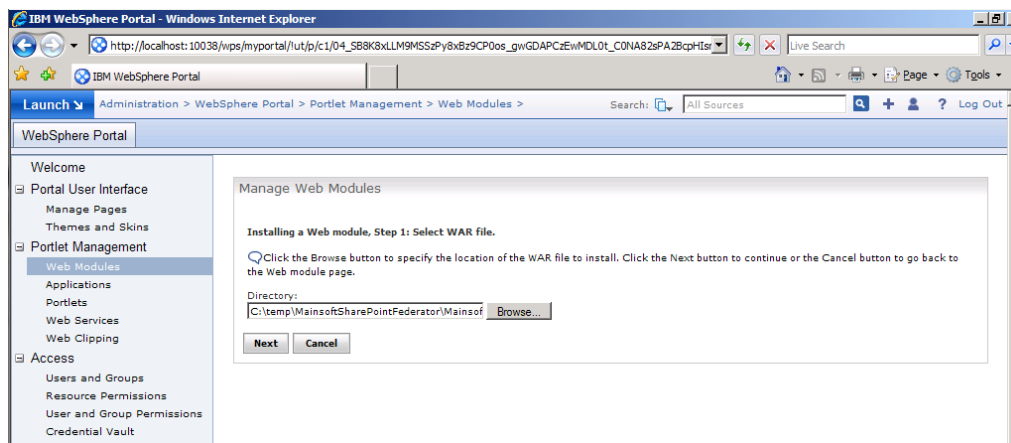 IBM WebSphere Portal - Windows Internet Explorer
http://localhost:10038/wps/myportal/!ut/p/c1/04_SB8K8xLLM9MSSzPy8xBz9CP0os_gwGDAPCzEwMDL0t_C0NA82sPA2BcpHIsr
Live Search
IBM WebSphere Portal
Page
Tools
Launch Administration > WebSphere Portal > Portlet Management > Web Modules > Search: All Sources ? Log Out
WebSphere Portal
Welcome
Portal User Interface
Manage Pages
Themes and Skins
Portlet Management
Web Modules
Applications
Portlets
Web Services
Web Clipping
Access
Users and Groups
Resource Permissions
User and Group Permissions
Credential Vault
Manage Web Modules
Installing a Web module, Step 1: Select WAR file.
Click the Browse button to specify the location of the WAR file to install. Click the Next button to continue or the Cancel button to go back to
the Web module page.
Directory:
C:\temp\MainsoftSharePointFederator\Mainsof Browse...
Next Cancel